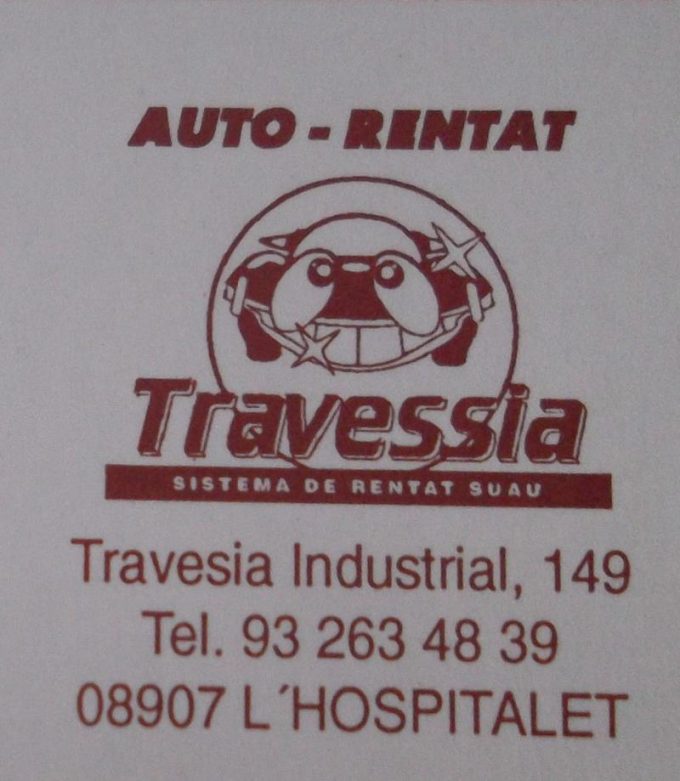 AUTO - RENTAT
Travessia
SISTEMA DE RENTAT SUAU
Travesia Industrial, 149
Tel. 93 263 48 39
08907 L´HOSPITALET